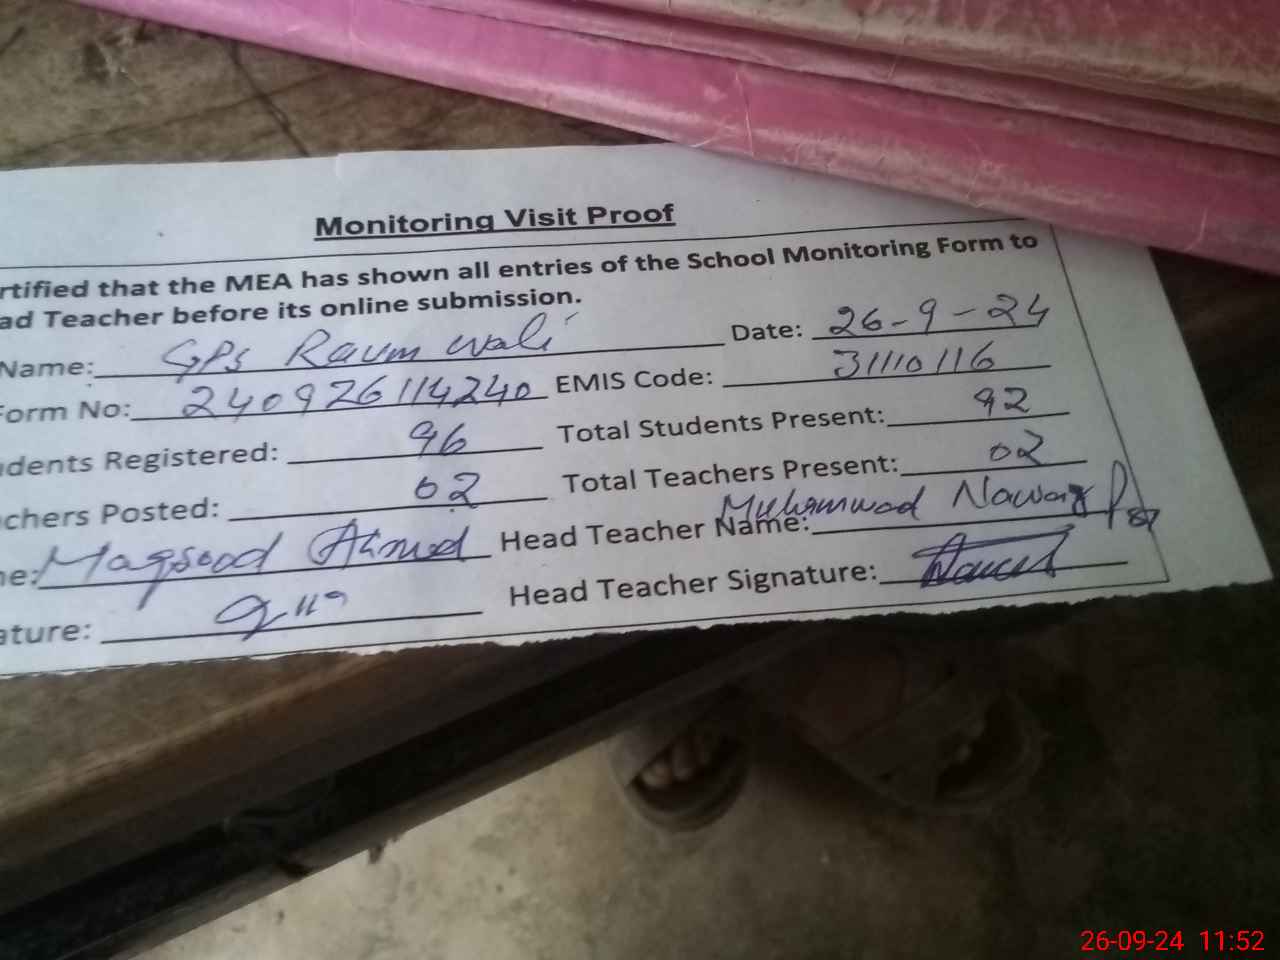 Monitoring Visit Proof
rtified that the MEA has shown all entries of the School Monitoring Form to
ad Teacher before its online submission.
Name: GPS Raum Wali Date: 26-9-24
Form No: 240926114240 EMIS Code: 31110116
dents Registered: 96 Total Students Present: 92
chers Posted: 02 Total Teachers Present: 02
ne: Maqsood Ahmed Head Teacher Name: Muhammad Nawaz PST
ature: Head Teacher Signature:
26-09-24 11:52